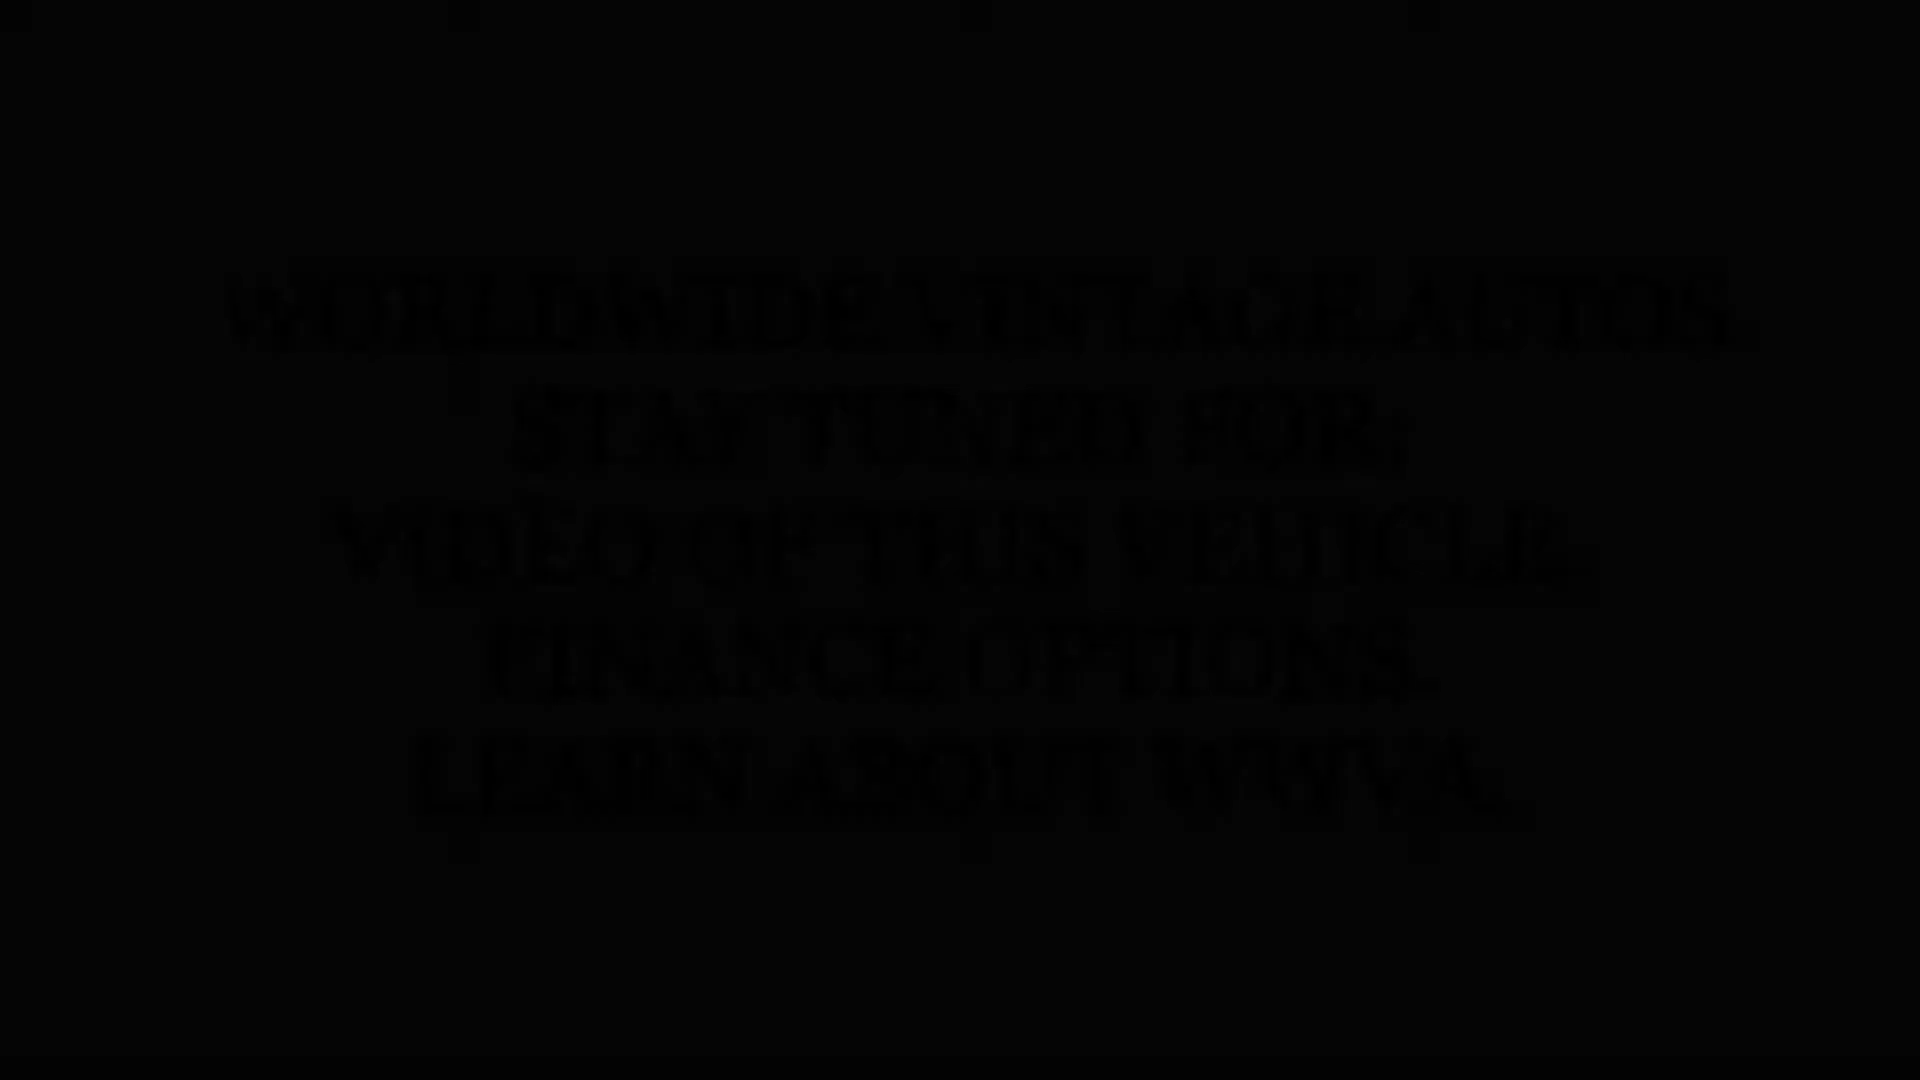 WORLDWIDE VINTAGE AUTOS.
STAY TUNED FOR:
VIDEO OF THIS VEHICLE.
FINANCE OPTIONS.
LEARN ABOUT WWVA.